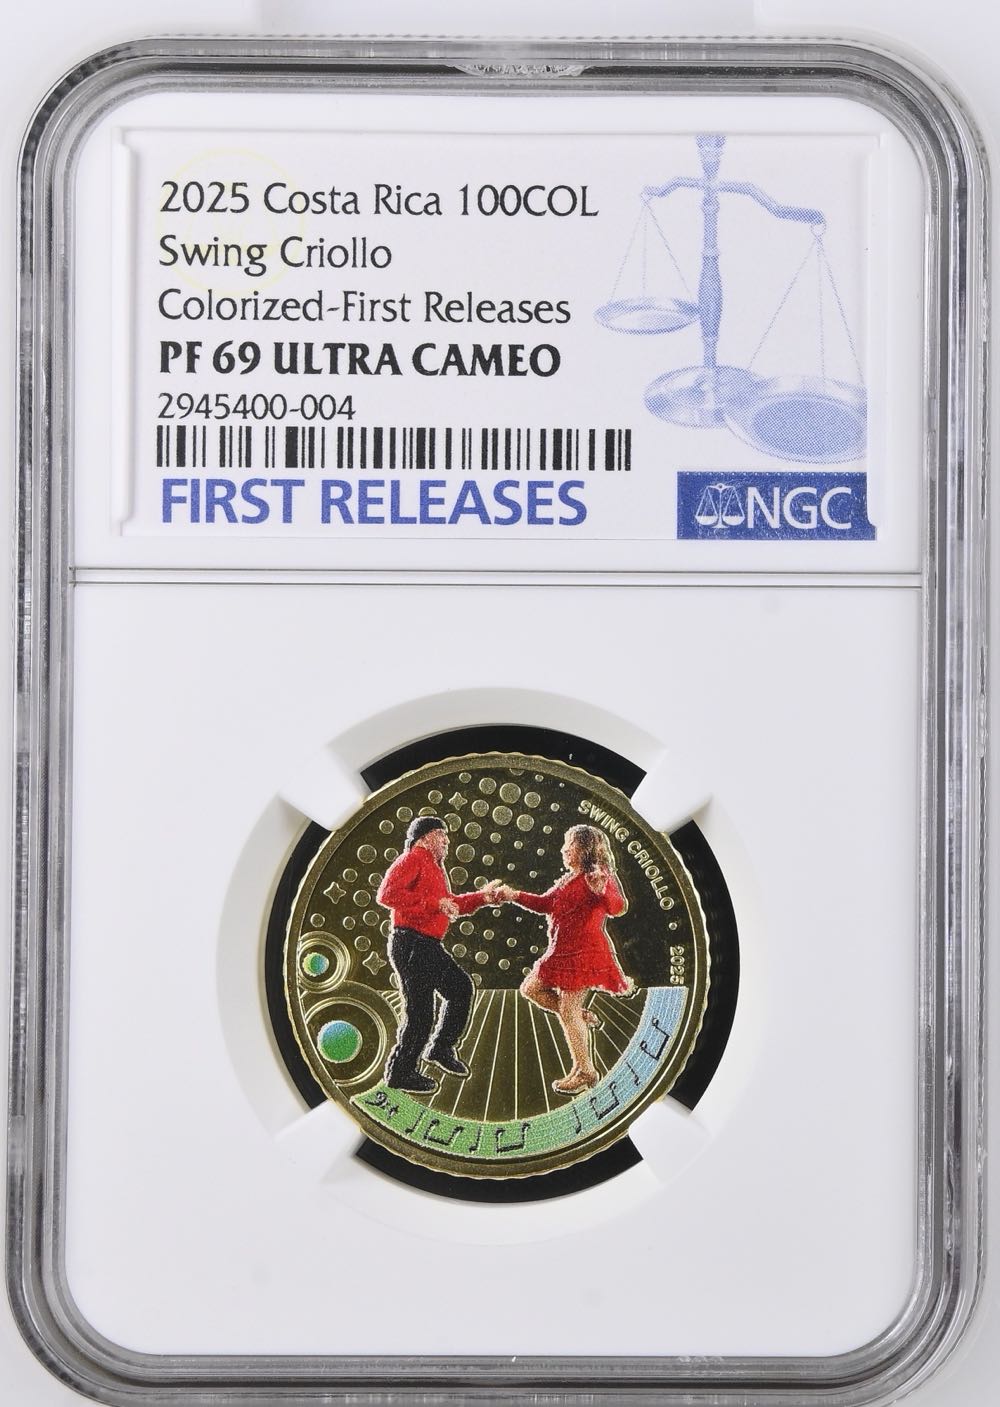 2025 Costa Rica 100COL
Swing Criollo
Colorized-First Releases
PF 69 ULTRA CAMEO
2945400-004
FIRST RELEASES
NGC
SWING CRIOLLO • 2025